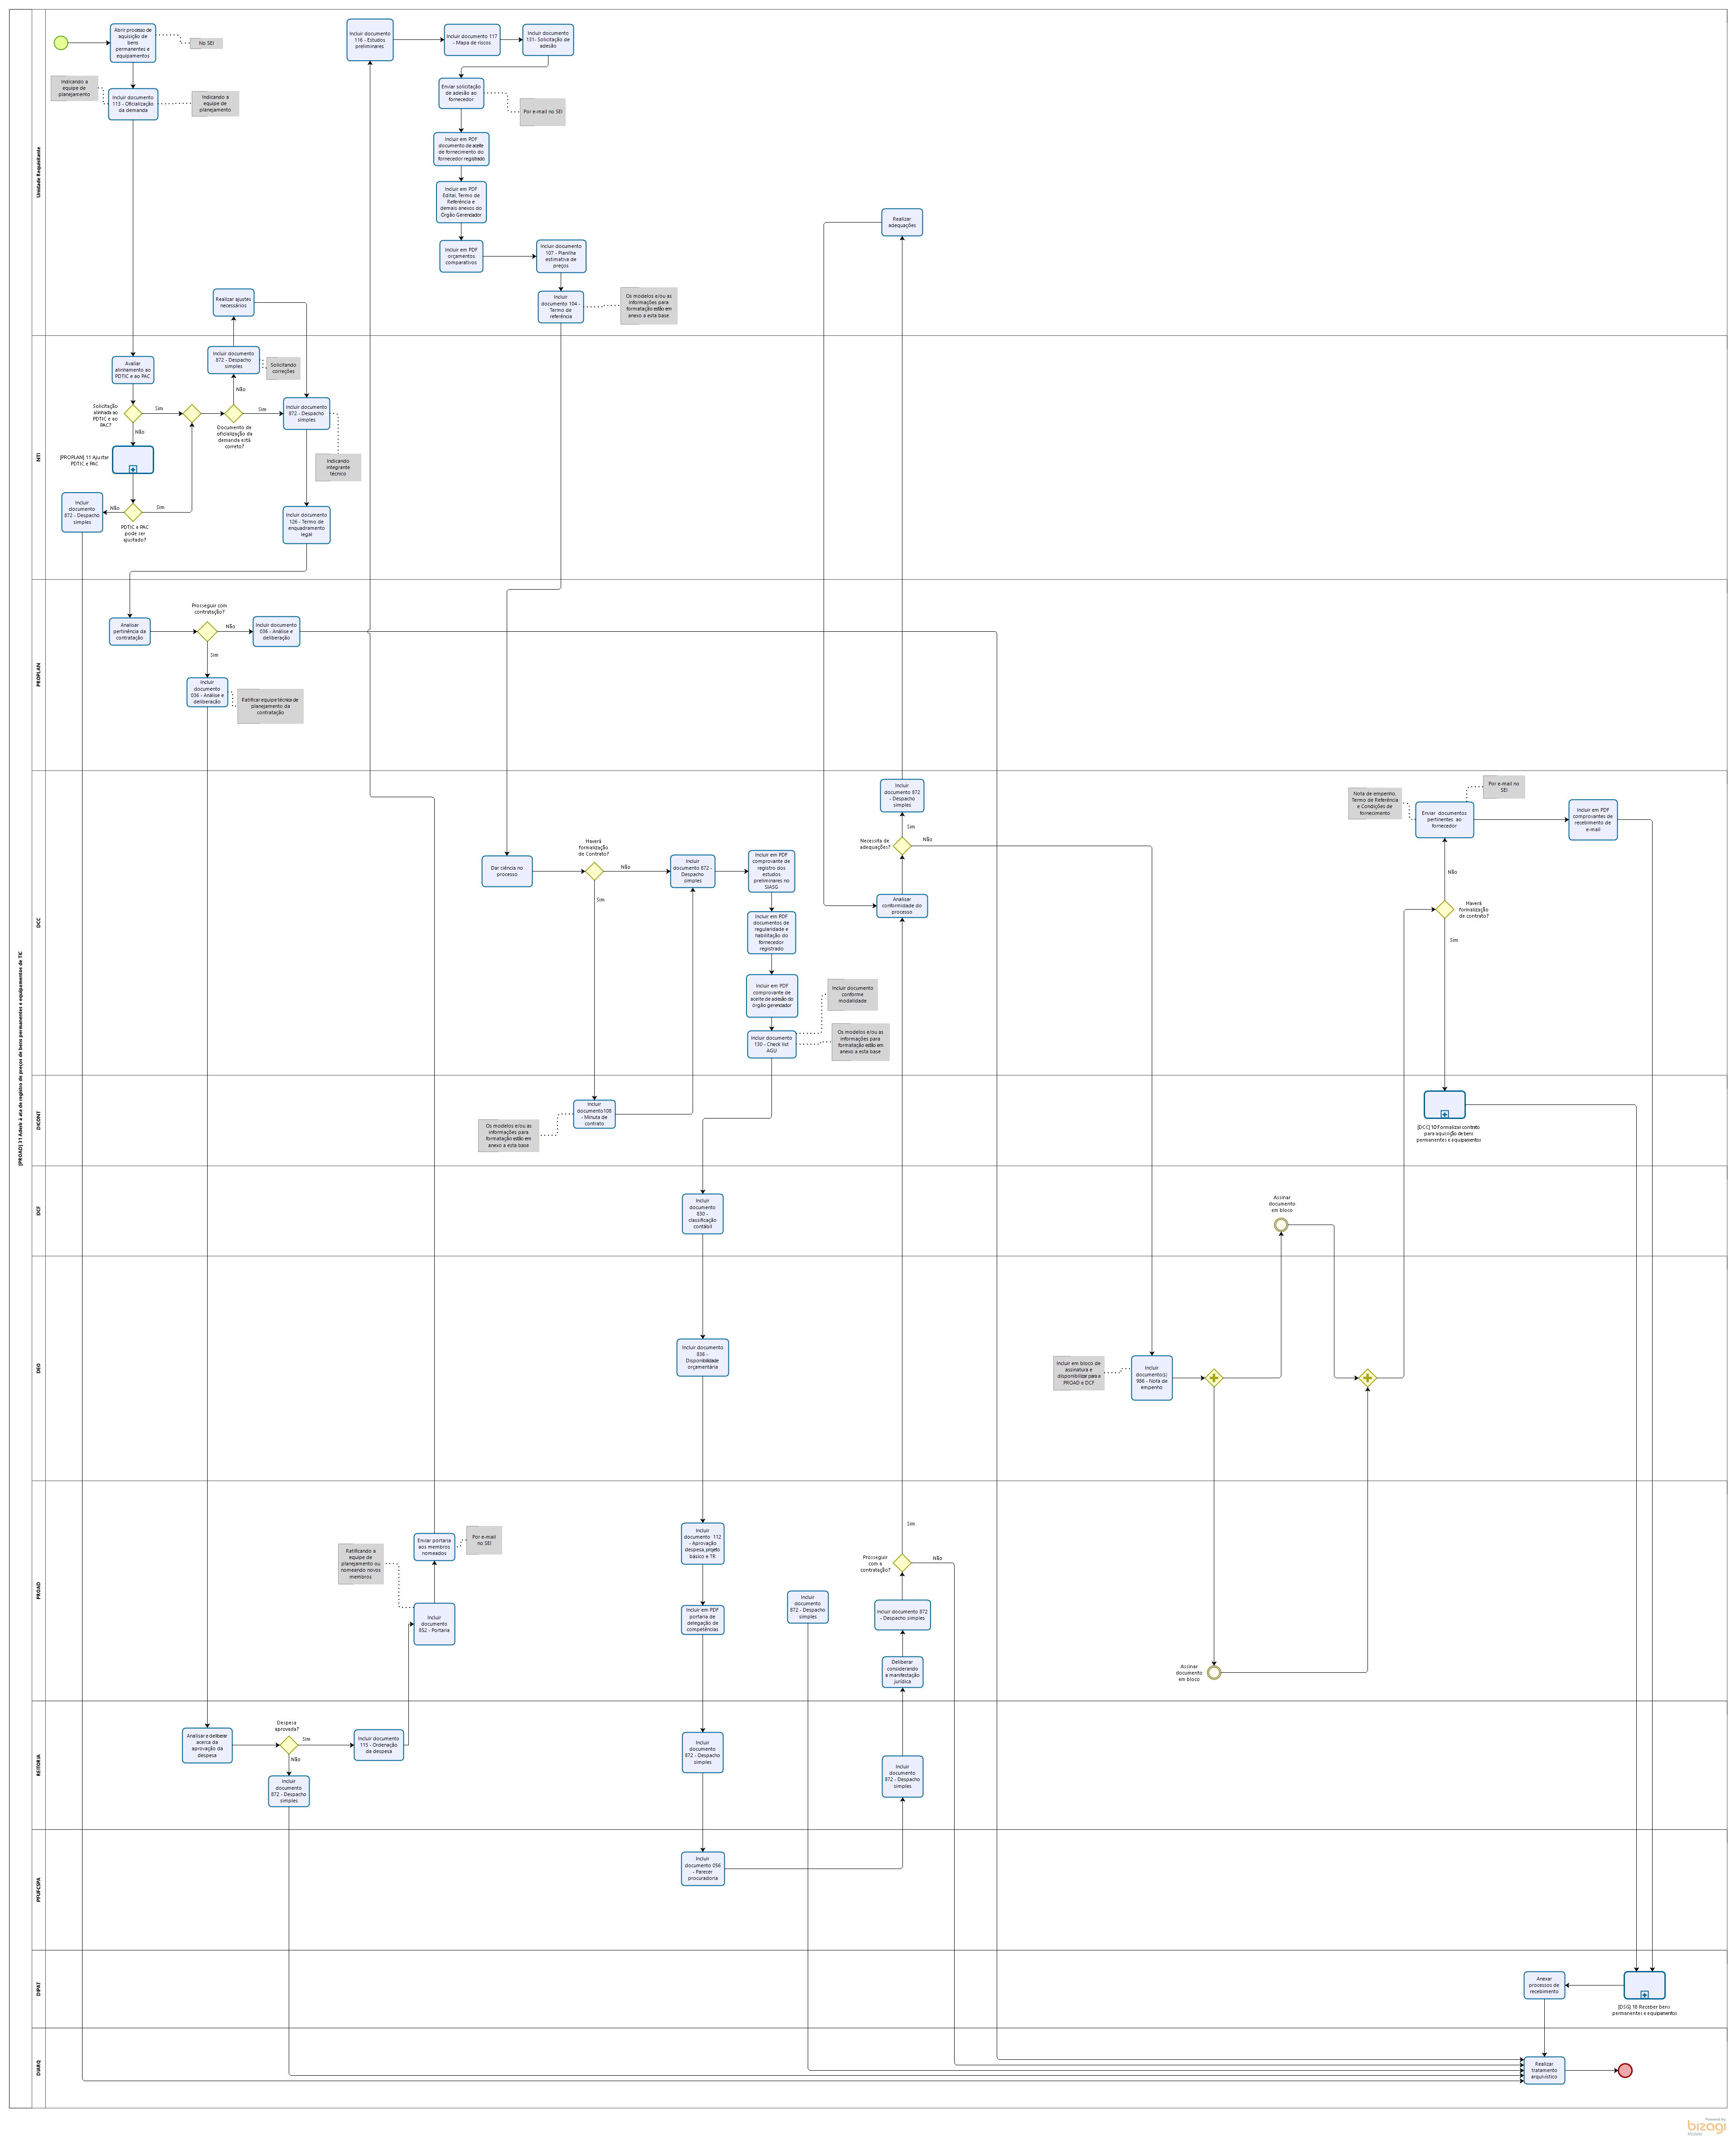 [PROAD] 31 Aderir à ata de registro de preços de bens permanentes e equipamentos de TIC
Unidade Requisitante
Abrir processo de
aquisição de
bens
permanentes e
equipamentos
No SEI
Indicando a
equipe de
planejamento
Incluir documento
113 - Oficialização
da demanda
Indicando a
equipe de
planejamento
Incluir documento
116 - Estudos
preliminares
Incluir documento 117
- Mapa de riscos
Incluir documento
131- Solicitação de
adesão
Enviar solicitação
de adesão ao
fornecedor
Por e-mail no SEI
Incluir em PDF
documento de aceite
de fornecimento do
fornecedor registrado
Incluir em PDF
Edital, Termo de
Referência e
demais anexos do
Órgão Gerenciador
Incluir em PDF
orçamentos
comparativos
Incluir documento
107 - Planilha
estimativa de
preços
Incluir
documento 104 -
Termo de
referência
Os modelos e/ou as
informações para
formatação estão em
anexo a esta base
Realizar
adequações
Realizar ajustes
necessários
NTI
Avaliar
alinhamento ao
PDTIC e ao PAC
Solicitação
alinhada ao
PDTIC e ao
PAC?
Sim
Não
Incluir documento
872 - Despacho
simples
Solicitando
correções
Não
Sim
Documento de
oficialização da
demanda está
correto?
Incluir documento
872 - Despacho
simples
Indicando
integrante
técnico
[PROPLAN] 11 Ajustar
PDTIC e PAC
Incluir
documento
872 - Despacho
simples
Não
Sim
PDTIC e PAC
pode ser
ajustado?
Incluir documento
126 - Termo de
enquadramento
legal
PROPLAN
Analisar
pertinência da
contratação
Prosseguir com
contratação?
Não
Sim
Incluir documento
036 - Análise e
deliberação
Incluir
documento
036 - Análise e
deliberação
Ratificar equipe técnica de
planejamento da
contratação
DCC
Dar ciência no
processo
Haverá
formalização
de Contrato?
Não
Sim
Incluir
documento 872 -
Despacho
simples
Incluir em PDF
comprovante de
registro dos
estudos
preliminares no
SIASG
Incluir em PDF
documentos de
regularidade e
habilitação do
fornecedor
registrado
Incluir em PDF
comprovante de
aceite de adesão do
órgão gerenciador
Incluir documento
130 - Check list
AGU
Incluir documento
conforme
modalidade
Os modelos e/ou as
informações para
formatação estão em
anexo a esta base
Incluir
documento 872
- Despacho
simples
Sim
Necessita de
adequações?
Não
Analisar
conformidade do
processo
Nota de empenho,
Termo de Referência
e Condições de
fornecimento
Por e-mail no
SEI
Enviar documentos
pertinentes ao
fornecedor
Incluir em PDF
comprovantes de
recebimento de
e-mail
Não
Haverá
formalização
de contrato?
Sim
DICONT
Incluir
documento108
- Minuta de
contrato
Os modelos e/ou as
informações para
formatação estão em
anexo a esta base
[DCC] 10 Formalizar contrato
para aquisição de bens
permanentes e equipamentos
DCF
Incluir
documento
830 -
classificação
contábil
Assinar
documento
em bloco
DEO
Incluir documento
836 -
Disponibilidade
orçamentária
Incluir em bloco de
assinatura e
disponibilizar para a
PROAD e DCF
Incluir
documento(s)
986 - Nota de
empenho
PROAD
Enviar portaria
aos membros
nomeados
Por e-mail
no SEI
Ratificando a
equipe de
planejamento ou
nomeando novos
membros
Incluir
documento
852 - Portaria
Incluir
documento 112
- Aprovação
despesa, projeto
básico e TR
Incluir em PDF
portaria de
delegação de
competências
Incluir
documento
872 - Despacho
simples
Sim
Prosseguir
com a
contratação?
Não
Incluir documento 872
- Despacho simples
Deliberar
considerando
a manifestação
jurídica
Assinar
documento
em bloco
REITORIA
Analisar e deliberar
acerca da
aprovação da
despesa
Despesa
aprovada?
Sim
Não
Incluir documento
115 - Ordenação
da despesa
Incluir
documento
872 - Despacho
simples
Incluir
documento
872 - Despacho
simples
Incluir
documento
872 - Despacho
simples
PF/UFCSPA
Incluir
documento 056
- Parecer
procuradoria
DIPAT
Anexar
processos de
recebimento
[DSG] 18 Receber bens
permanentes e equipamentos
DIARQ
Realizar
tratamento
arquivístico
Powered by
bizagi
Modeler